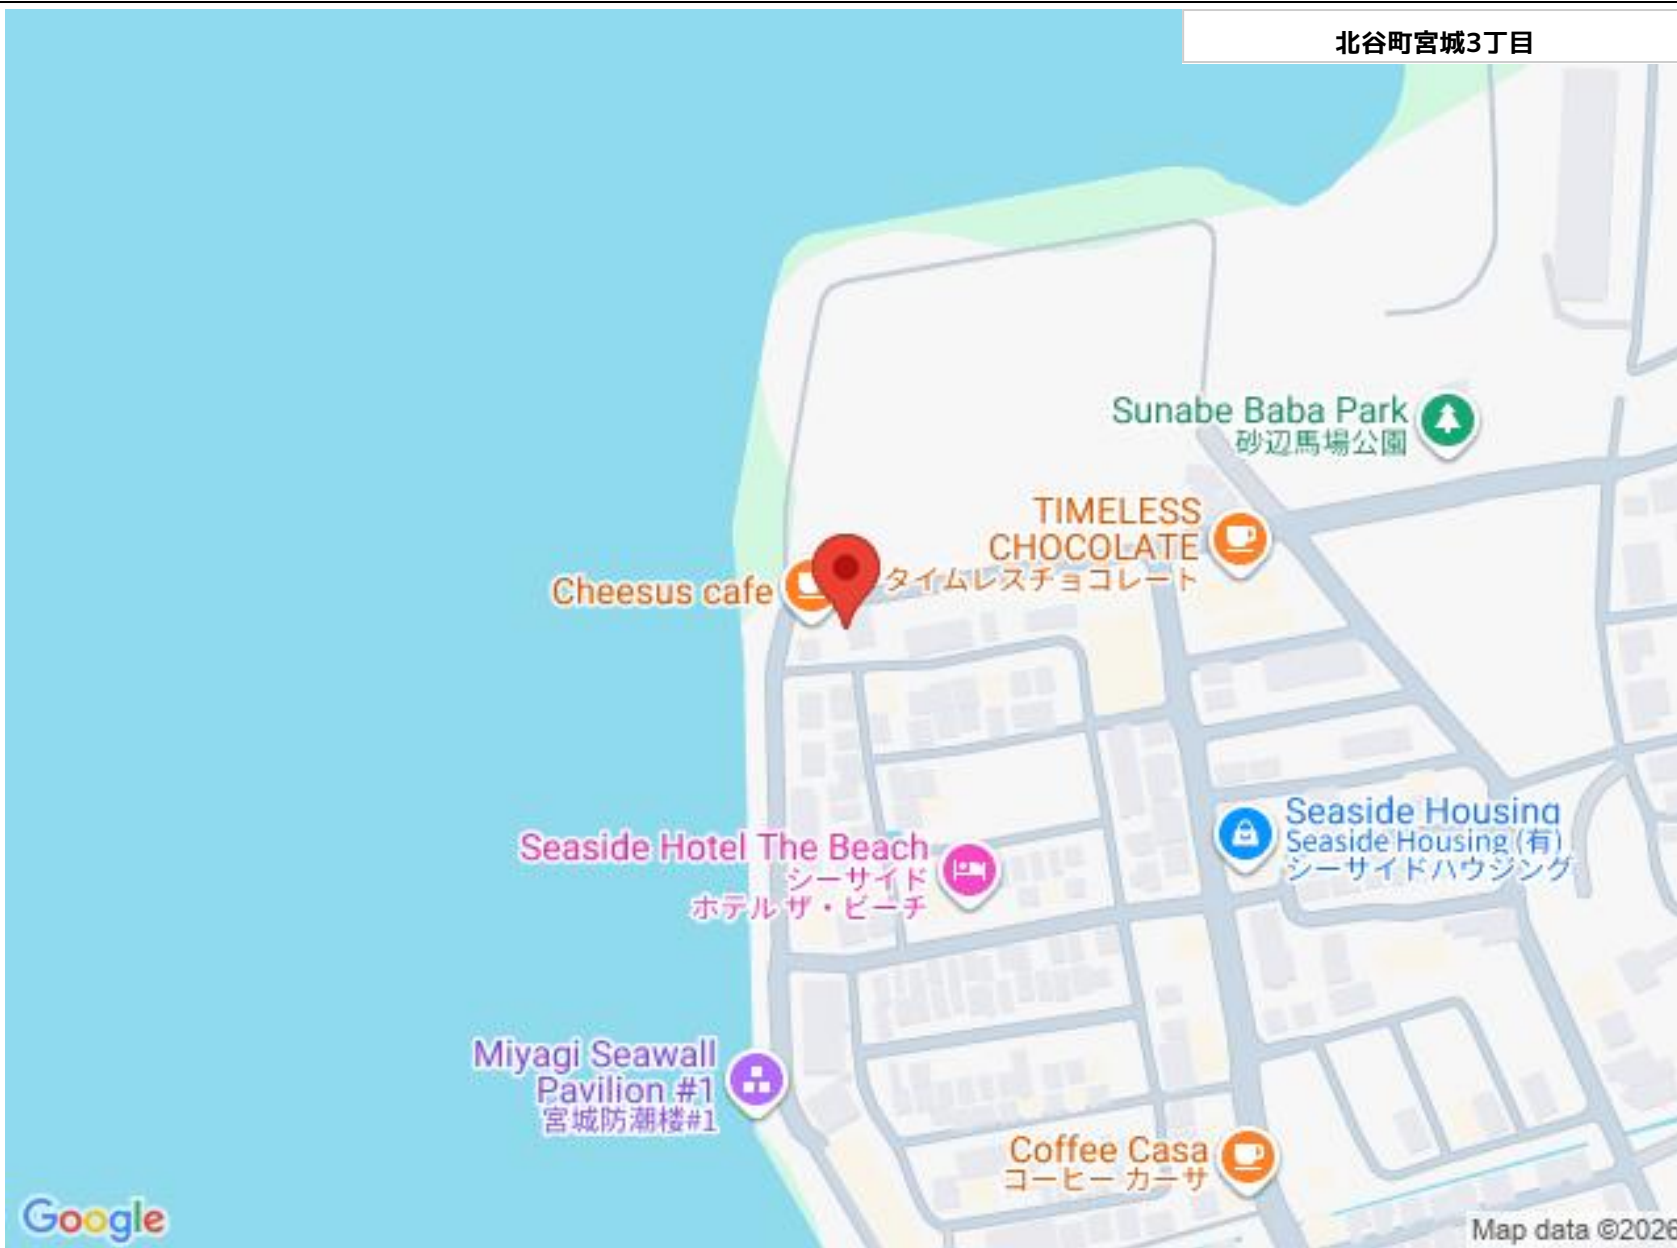 北谷町宮城3丁目
Sunabe Baba Park
砂辺馬場公園
TIMELESS
CHOCOLATE
タイムレスチョコレート
Cheesus cafe
Seaside Housing
Seaside Housing (有)
シーサイドハウジング
Seaside Hotel The Beach
シーサイド
ホテル ザ・ビーチ
Miyagi Seawall
Pavilion #1
宮城防潮楼#1
Coffee Casa
コーヒー カーサ
Google
Map data ©2026